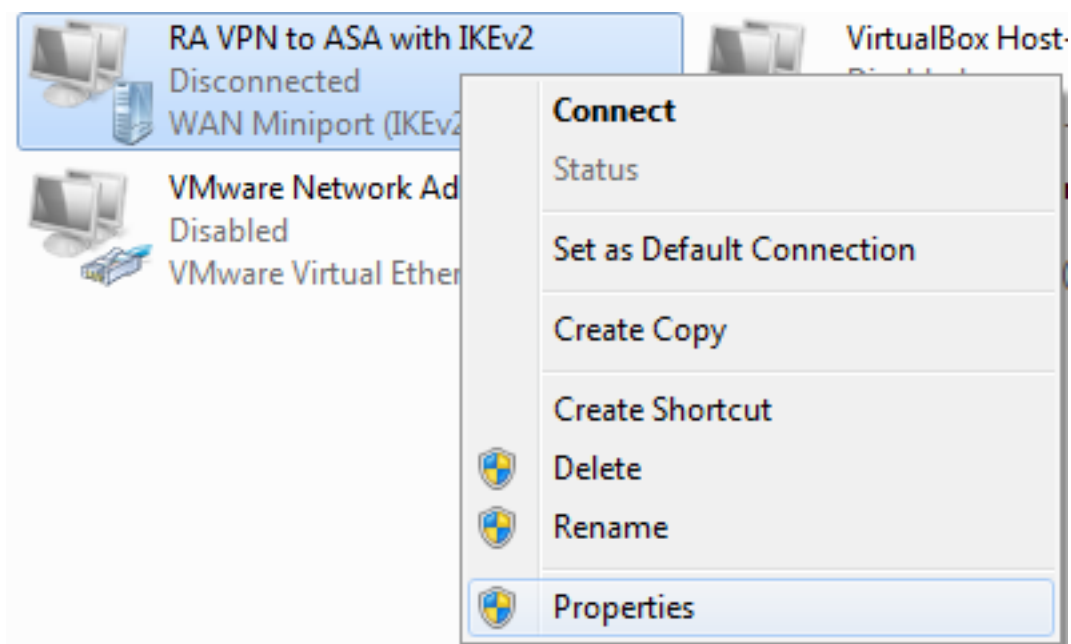 RA VPN to ASA with IKEv2
Disconnected
WAN Miniport (IKEv2
VirtualBox Host-
VMware Network Ad
Disabled
VMware Virtual Ether
Connect
Status
Set as Default Connection
Create Copy
Create Shortcut
Delete
Rename
Properties